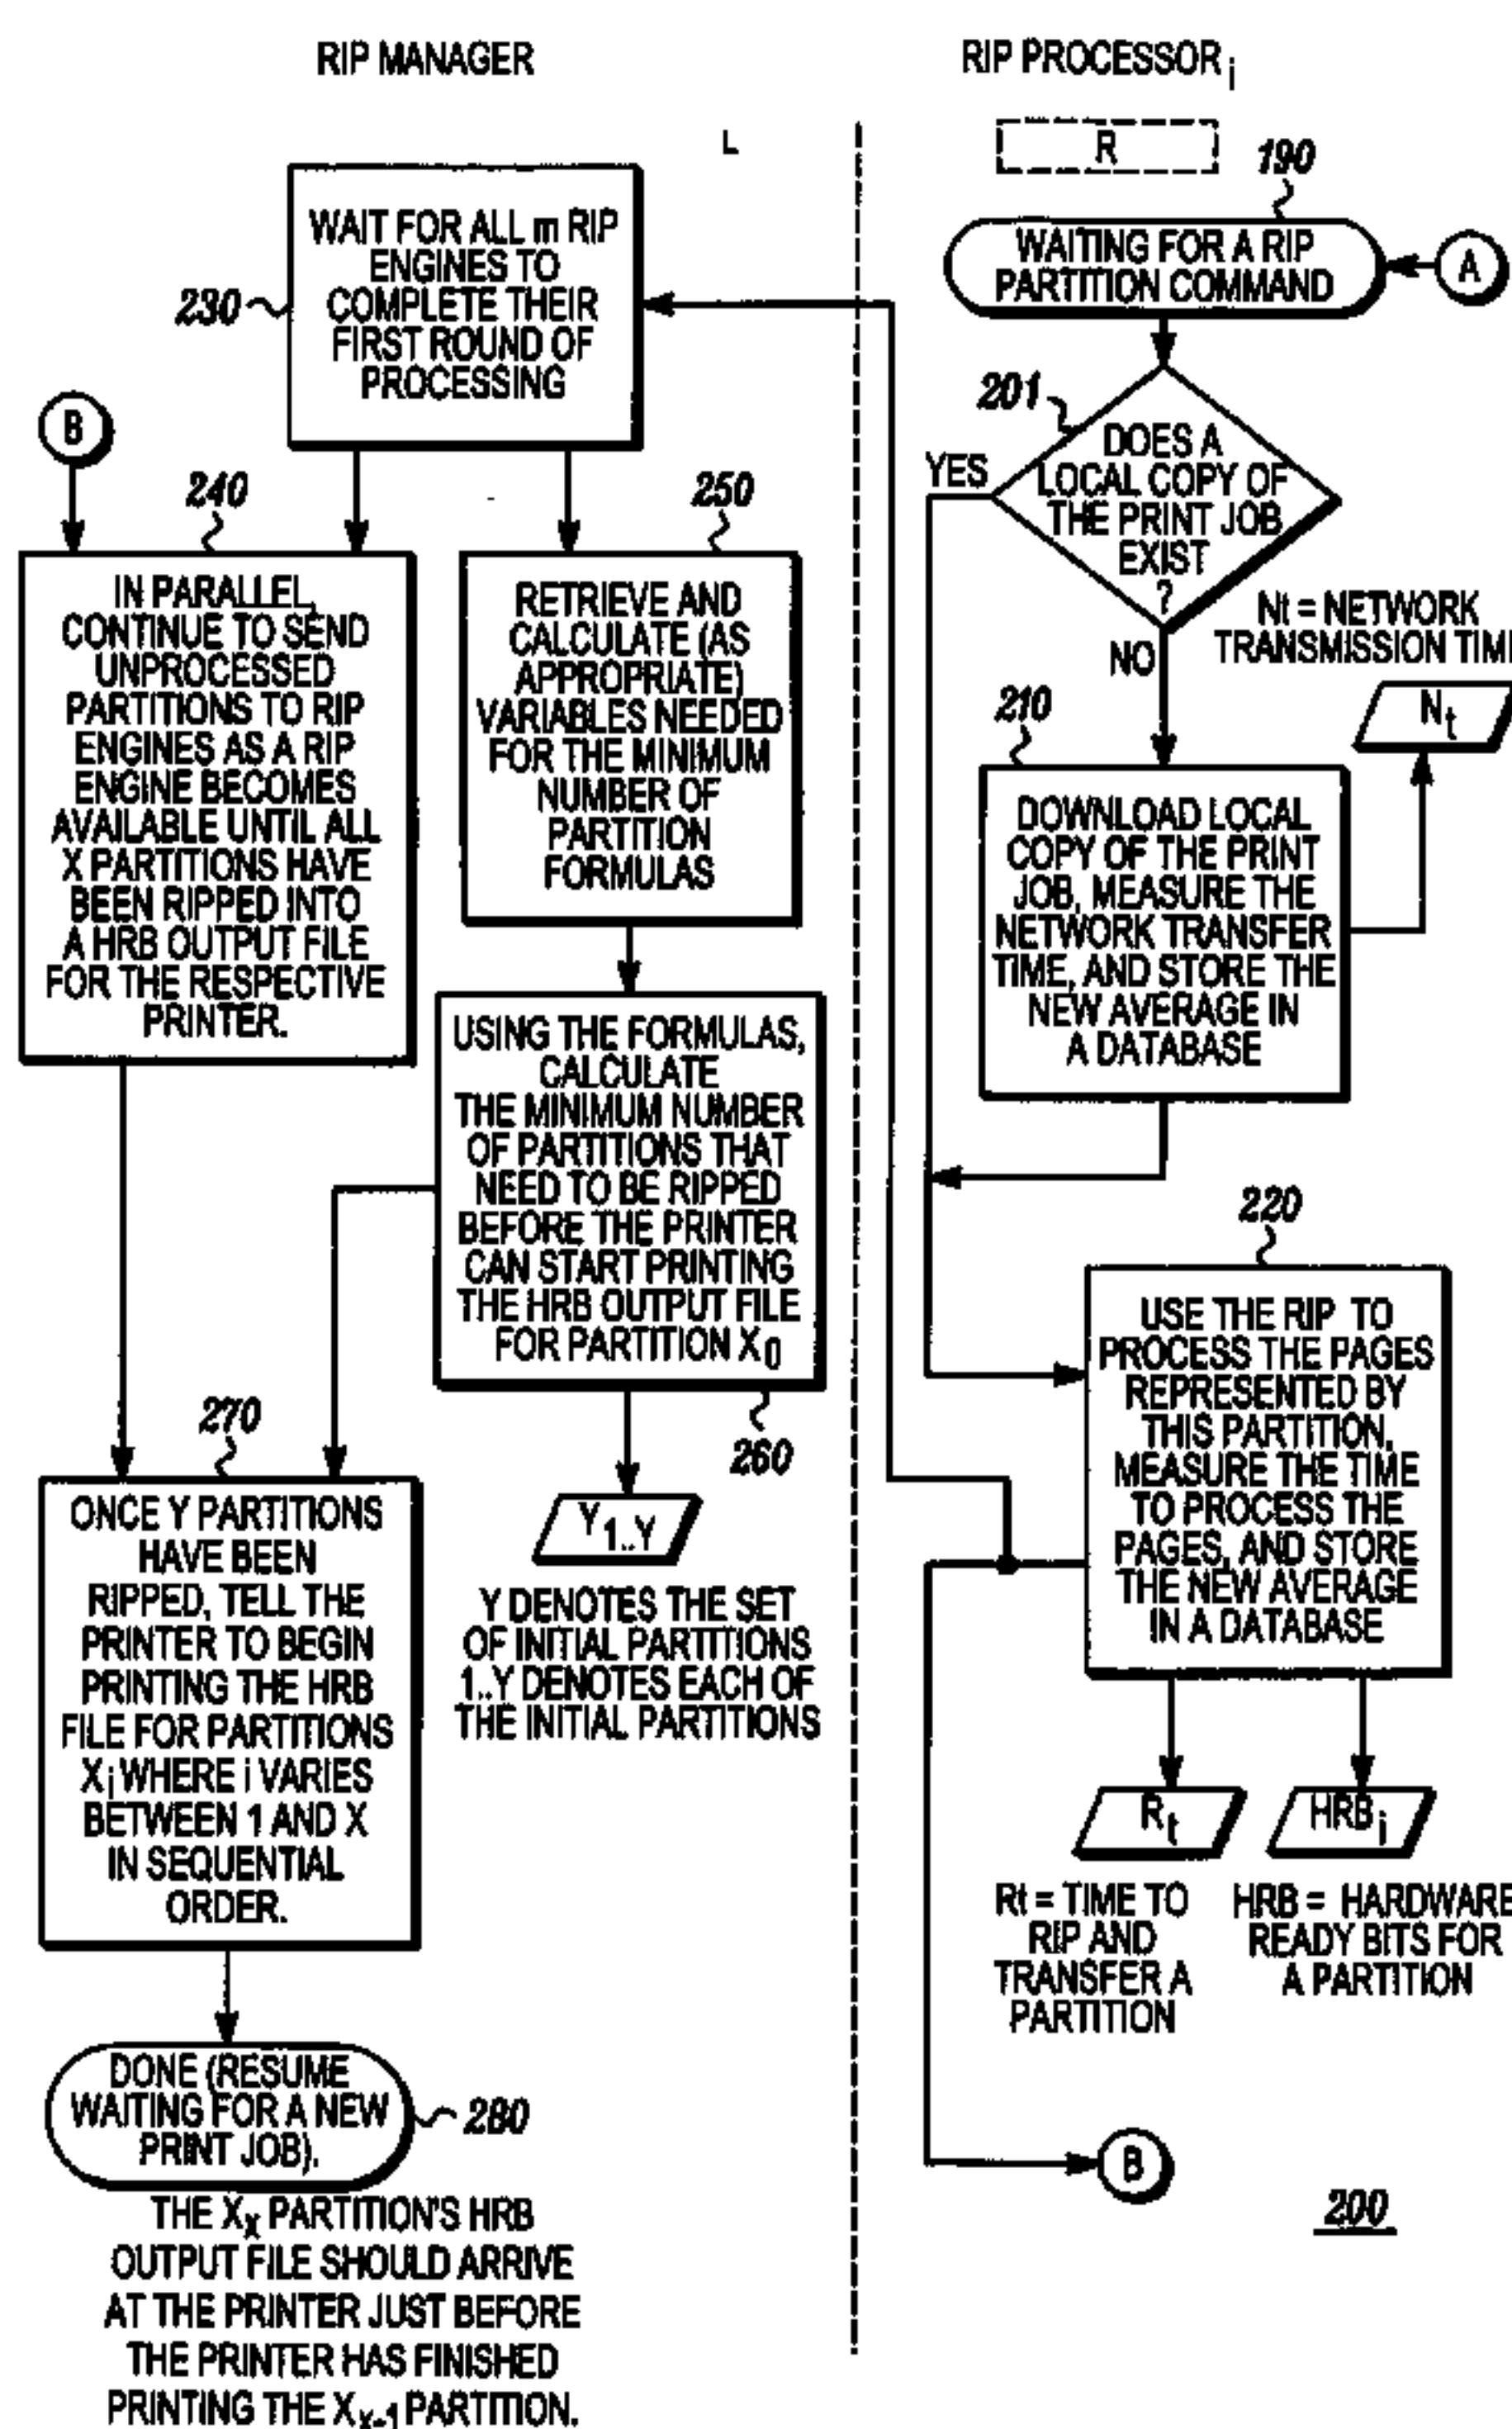 RIP MANAGER
L
WAIT FOR ALL m RIP
ENGINES TO
COMPLETE THEIR
FIRST ROUND OF
PROCESSING
230
B
240
IN PARALLEL,
CONTINUE TO SEND
UNPROCESSED
PARTITIONS TO RIP
ENGINES AS A RIP
ENGINE BECOMES
AVAILABLE UNTIL ALL
X PARTITIONS HAVE
BEEN RIPPED INTO
A HRB OUTPUT FILE
FOR THE RESPECTIVE
PRINTER.
250
RETRIEVE AND
CALCULATE (AS
APPROPRIATE)
VARIABLES NEEDED
FOR THE MINIMUM
NUMBER OF
PARTITION
FORMULAS
USING THE FORMULAS,
CALCULATE
THE MINIMUM NUMBER
OF PARTITIONS THAT
NEED TO BE RIPPED
BEFORE THE PRINTER
CAN START PRINTING
THE HRB OUTPUT FILE
FOR PARTITION X0
260
Y1..Y
Y DENOTES THE SET
OF INITIAL PARTITIONS
1..Y DENOTES EACH OF
THE INITIAL PARTITIONS
270
ONCE Y PARTITIONS
HAVE BEEN
RIPPED, TELL THE
PRINTER TO BEGIN
PRINTING THE HRB
FILE FOR PARTITIONS
Xi WHERE i VARIES
BETWEEN 1 AND X
IN SEQUENTIAL
ORDER.
DONE (RESUME
WAITING FOR A NEW
PRINT JOB).
280
THE Xx PARTITION'S HRB
OUTPUT FILE SHOULD ARRIVE
AT THE PRINTER JUST BEFORE
THE PRINTER HAS FINISHED
PRINTING THE Xx-1 PARTITION.
RIP PROCESSOR i
R
190
WAITING FOR A RIP
PARTITION COMMAND
A
201
DOES A
LOCAL COPY OF
THE PRINT JOB
EXIST
?
YES
NO
Nt = NETWORK
TRANSMISSION TIME
Nt
210
DOWNLOAD LOCAL
COPY OF THE PRINT
JOB, MEASURE THE
NETWORK TRANSFER
TIME, AND STORE THE
NEW AVERAGE IN
A DATABASE
220
USE THE RIP TO
PROCESS THE PAGES
REPRESENTED BY
THIS PARTITION,
MEASURE THE TIME
TO PROCESS THE
PAGES, AND STORE
THE NEW AVERAGE
IN A DATABASE
Rt
HRBi
Rt = TIME TO
RIP AND
TRANSFER A
PARTITION
HRB = HARDWARE
READY BITS FOR
A PARTITION
B
200